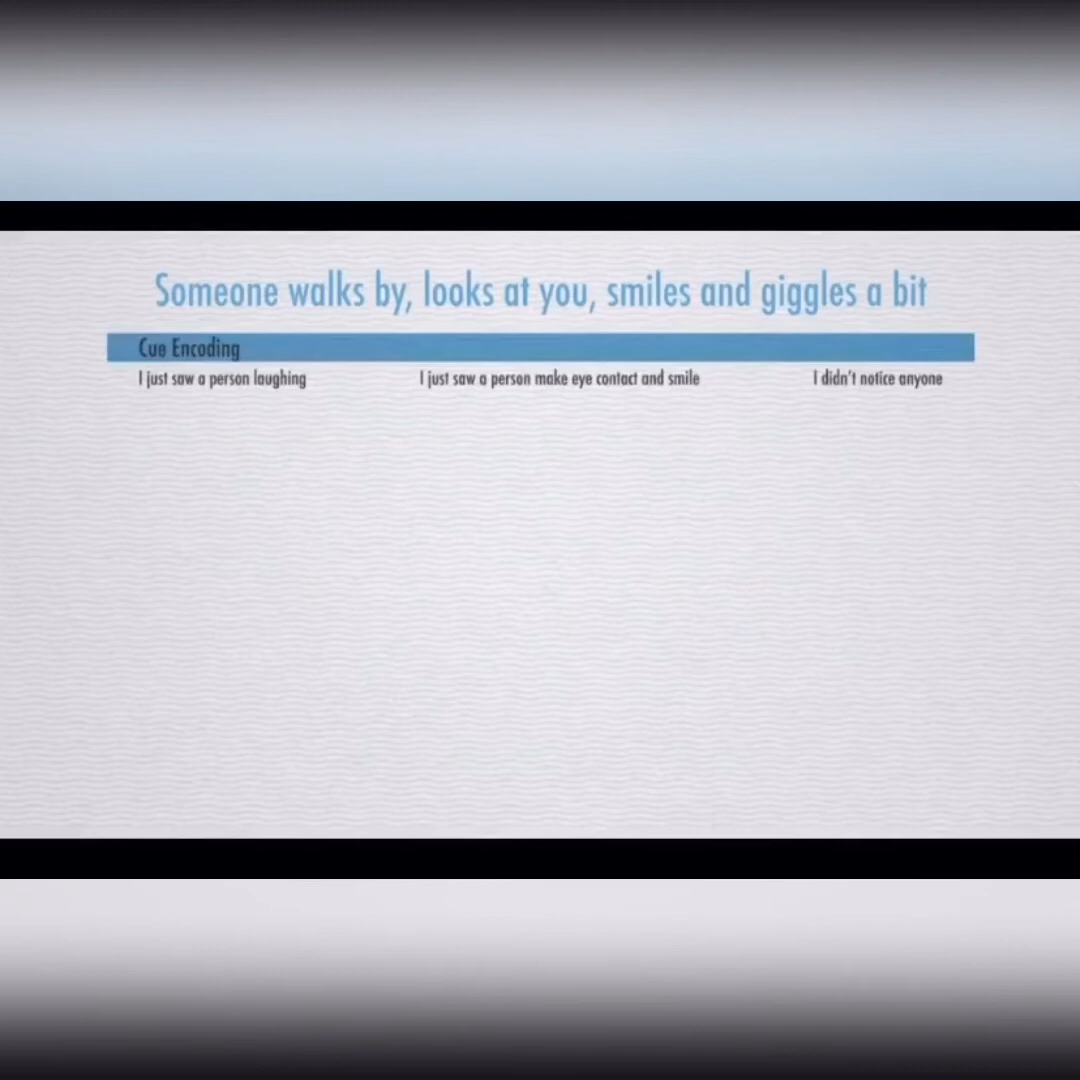 Someone walks by, looks at you, smiles and giggles a bit
Cue Encoding
I just saw a person laughing
I just saw a person make eye contact and smile
I didn't notice anyone